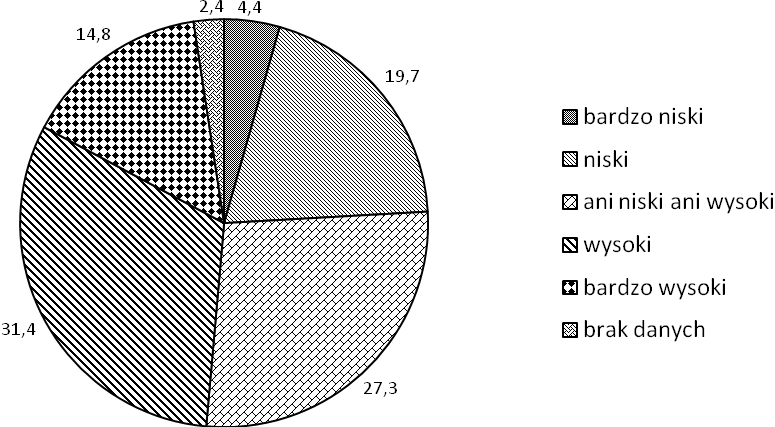 2,4
4,4
14,8
19,7
31,4
27,3
bardzo niski
niski
ani niski ani wysoki
wysoki
bardzo wysoki
brak danych